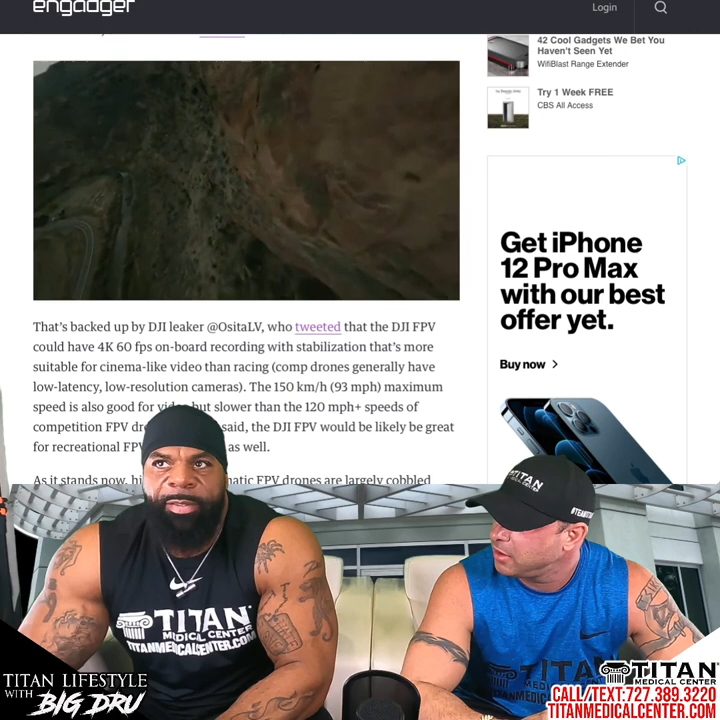 engadget
Login
42 Cool Gadgets We Bet You
Haven't Seen Yet
WifiBlast Range Extender
Try 1 Week FREE
CBS All Access
Get iPhone
12 Pro Max
with our best
offer yet.
Buy now >
That's backed up by DJI leaker @OsitaLV, who tweeted that the DJI FPV
could have 4K 60 fps on-board recording with stabilization that's more
suitable for cinema-like video than racing (comp drones generally have
low-latency, low-resolution cameras). The 150 km/h (93 mph) maximum
speed is also good for video but slower than the 120 mph+ speeds of
competition FPV said, the DJI FPV would be likely be great
for recreational FPV as well.
As it stands now, FPV drones are largely cobbled
TITAN
MEDICAL CENTER
TITAN
MEDICAL CENTER
TITANMEDICALCENTER.COM
TITAN LIFESTYLE
WITH BIG DRU
TITAN
MEDICAL CENTER
CALL/TEXT:727.389.3220
TITANMEDICALCENTER.COM